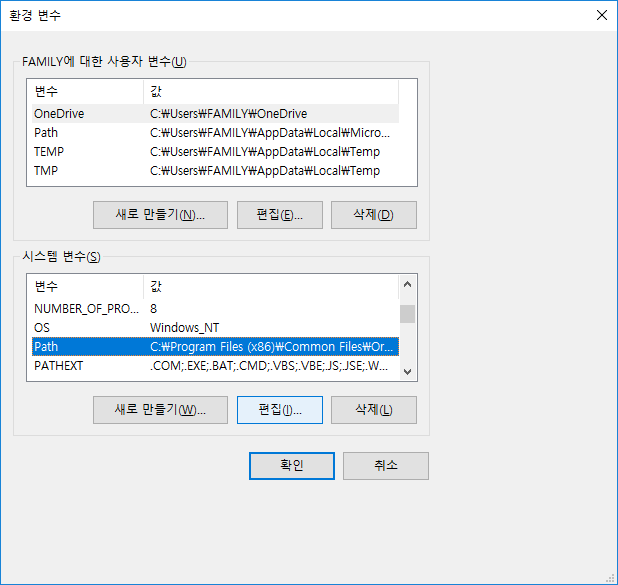 환경 변수
FAMILY에 대한 사용자 변수(U)
변수 값
OneDrive C:₩Users₩FAMILY₩OneDrive
Path C:₩Users₩FAMILY₩AppData₩Local₩Micro...
TEMP C:₩Users₩FAMILY₩AppData₩Local₩Temp
TMP C:₩Users₩FAMILY₩AppData₩Local₩Temp
새로 만들기(N)... 편집(E)... 삭제(D)
시스템 변수(S)
변수 값
NUMBER_OF_PRO... 8
OS Windows_NT
Path C:₩Program Files (x86)₩Common Files₩Or...
PATHEXT .COM;.EXE;.BAT;.CMD;.VBS;.VBE;.JS;.JSE;.W...
새로 만들기(W)... 편집(I)... 삭제(L)
확인 취소